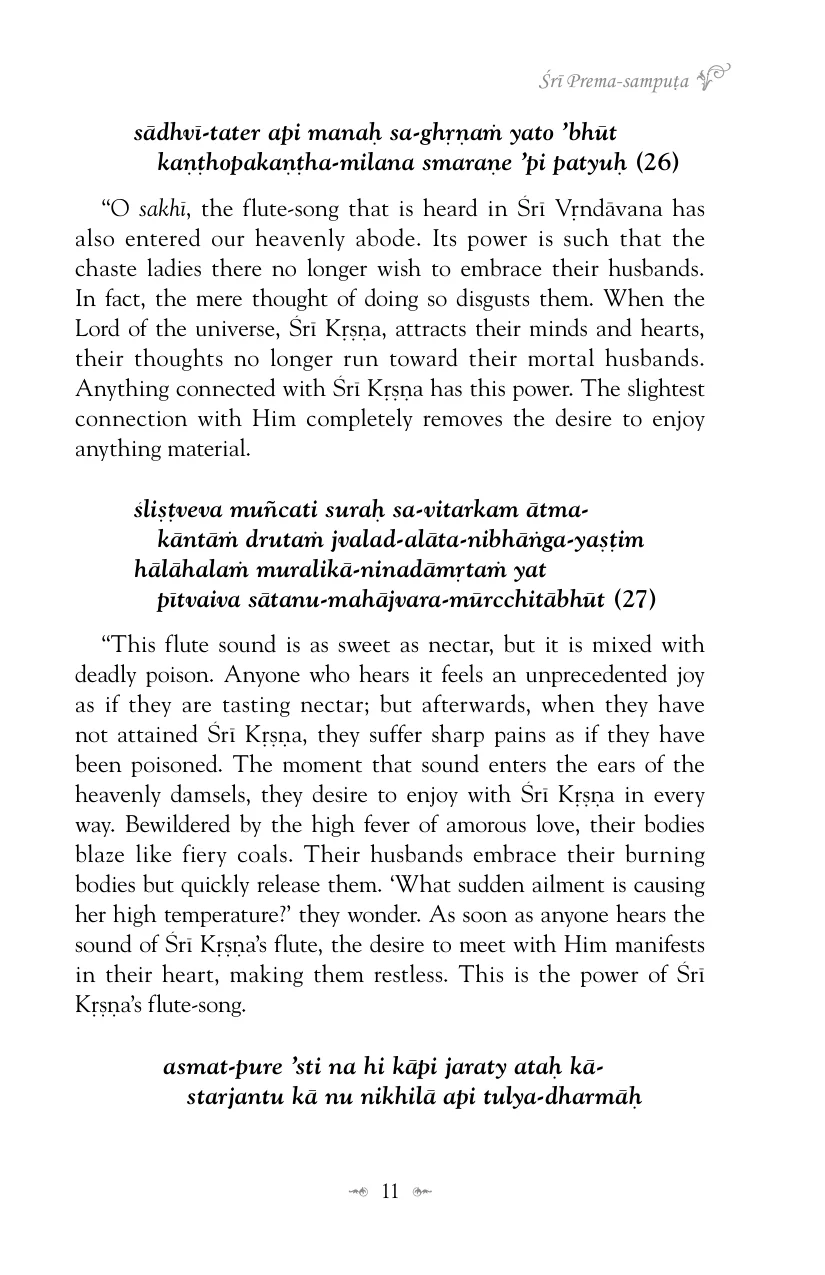 Śrī Prema-sampuṭa
sādhvī-tater api manaḥ sa-ghṛṇaṁ yato ’bhūt
kaṇṭhopakaṇṭha-milana smaraṇe ’pi patyuḥ (26)
“O sakhī, the flute-song that is heard in Śrī Vṛndāvana has
also entered our heavenly abode. Its power is such that the
chaste ladies there no longer wish to embrace their husbands.
In fact, the mere thought of doing so disgusts them. When the
Lord of the universe, Śrī Kṛṣṇa, attracts their minds and hearts,
their thoughts no longer run toward their mortal husbands.
Anything connected with Śrī Kṛṣṇa has this power. The slightest
connection with Him completely removes the desire to enjoy
anything material.
śliṣṭveva muñcati suraḥ sa-vitarkam ātma-
kāntāṁ drutaṁ jvalad-alāta-nibhāṅga-yaṣṭim
hālāhalaṁ muralikā-ninadāmṛtaṁ yat
pītvaiva sātanu-mahājvara-mūrcchitābhūt (27)
“This flute sound is as sweet as nectar, but it is mixed with
deadly poison. Anyone who hears it feels an unprecedented joy
as if they are tasting nectar; but afterwards, when they have
not attained Śrī Kṛṣṇa, they suffer sharp pains as if they have
been poisoned. The moment that sound enters the ears of the
heavenly damsels, they desire to enjoy with Śrī Kṛṣṇa in every
way. Bewildered by the high fever of amorous love, their bodies
blaze like fiery coals. Their husbands embrace their burning
bodies but quickly release them. ‘What sudden ailment is causing
her high temperature?’ they wonder. As soon as anyone hears the
sound of Śrī Kṛṣṇa’s flute, the desire to meet with Him manifests
in their heart, making them restless. This is the power of Śrī
Kṛṣṇa’s flute-song.
asmat-pure ’sti na hi kāpi jaraty ataḥ kā-
starjantu kā nu nikhilā api tulya-dharmāḥ
11